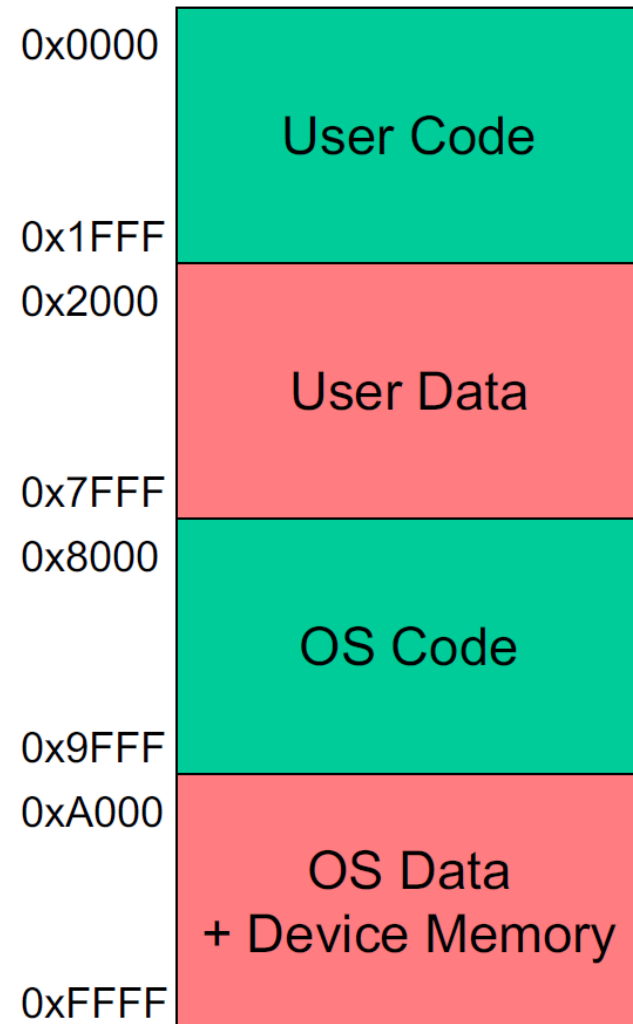 0x0000
User Code
0x1FFF
0x2000
User Data
0x7FFF
0x8000
OS Code
0x9FFF
0xA000
OS Data
+ Device Memory
0xFFFF